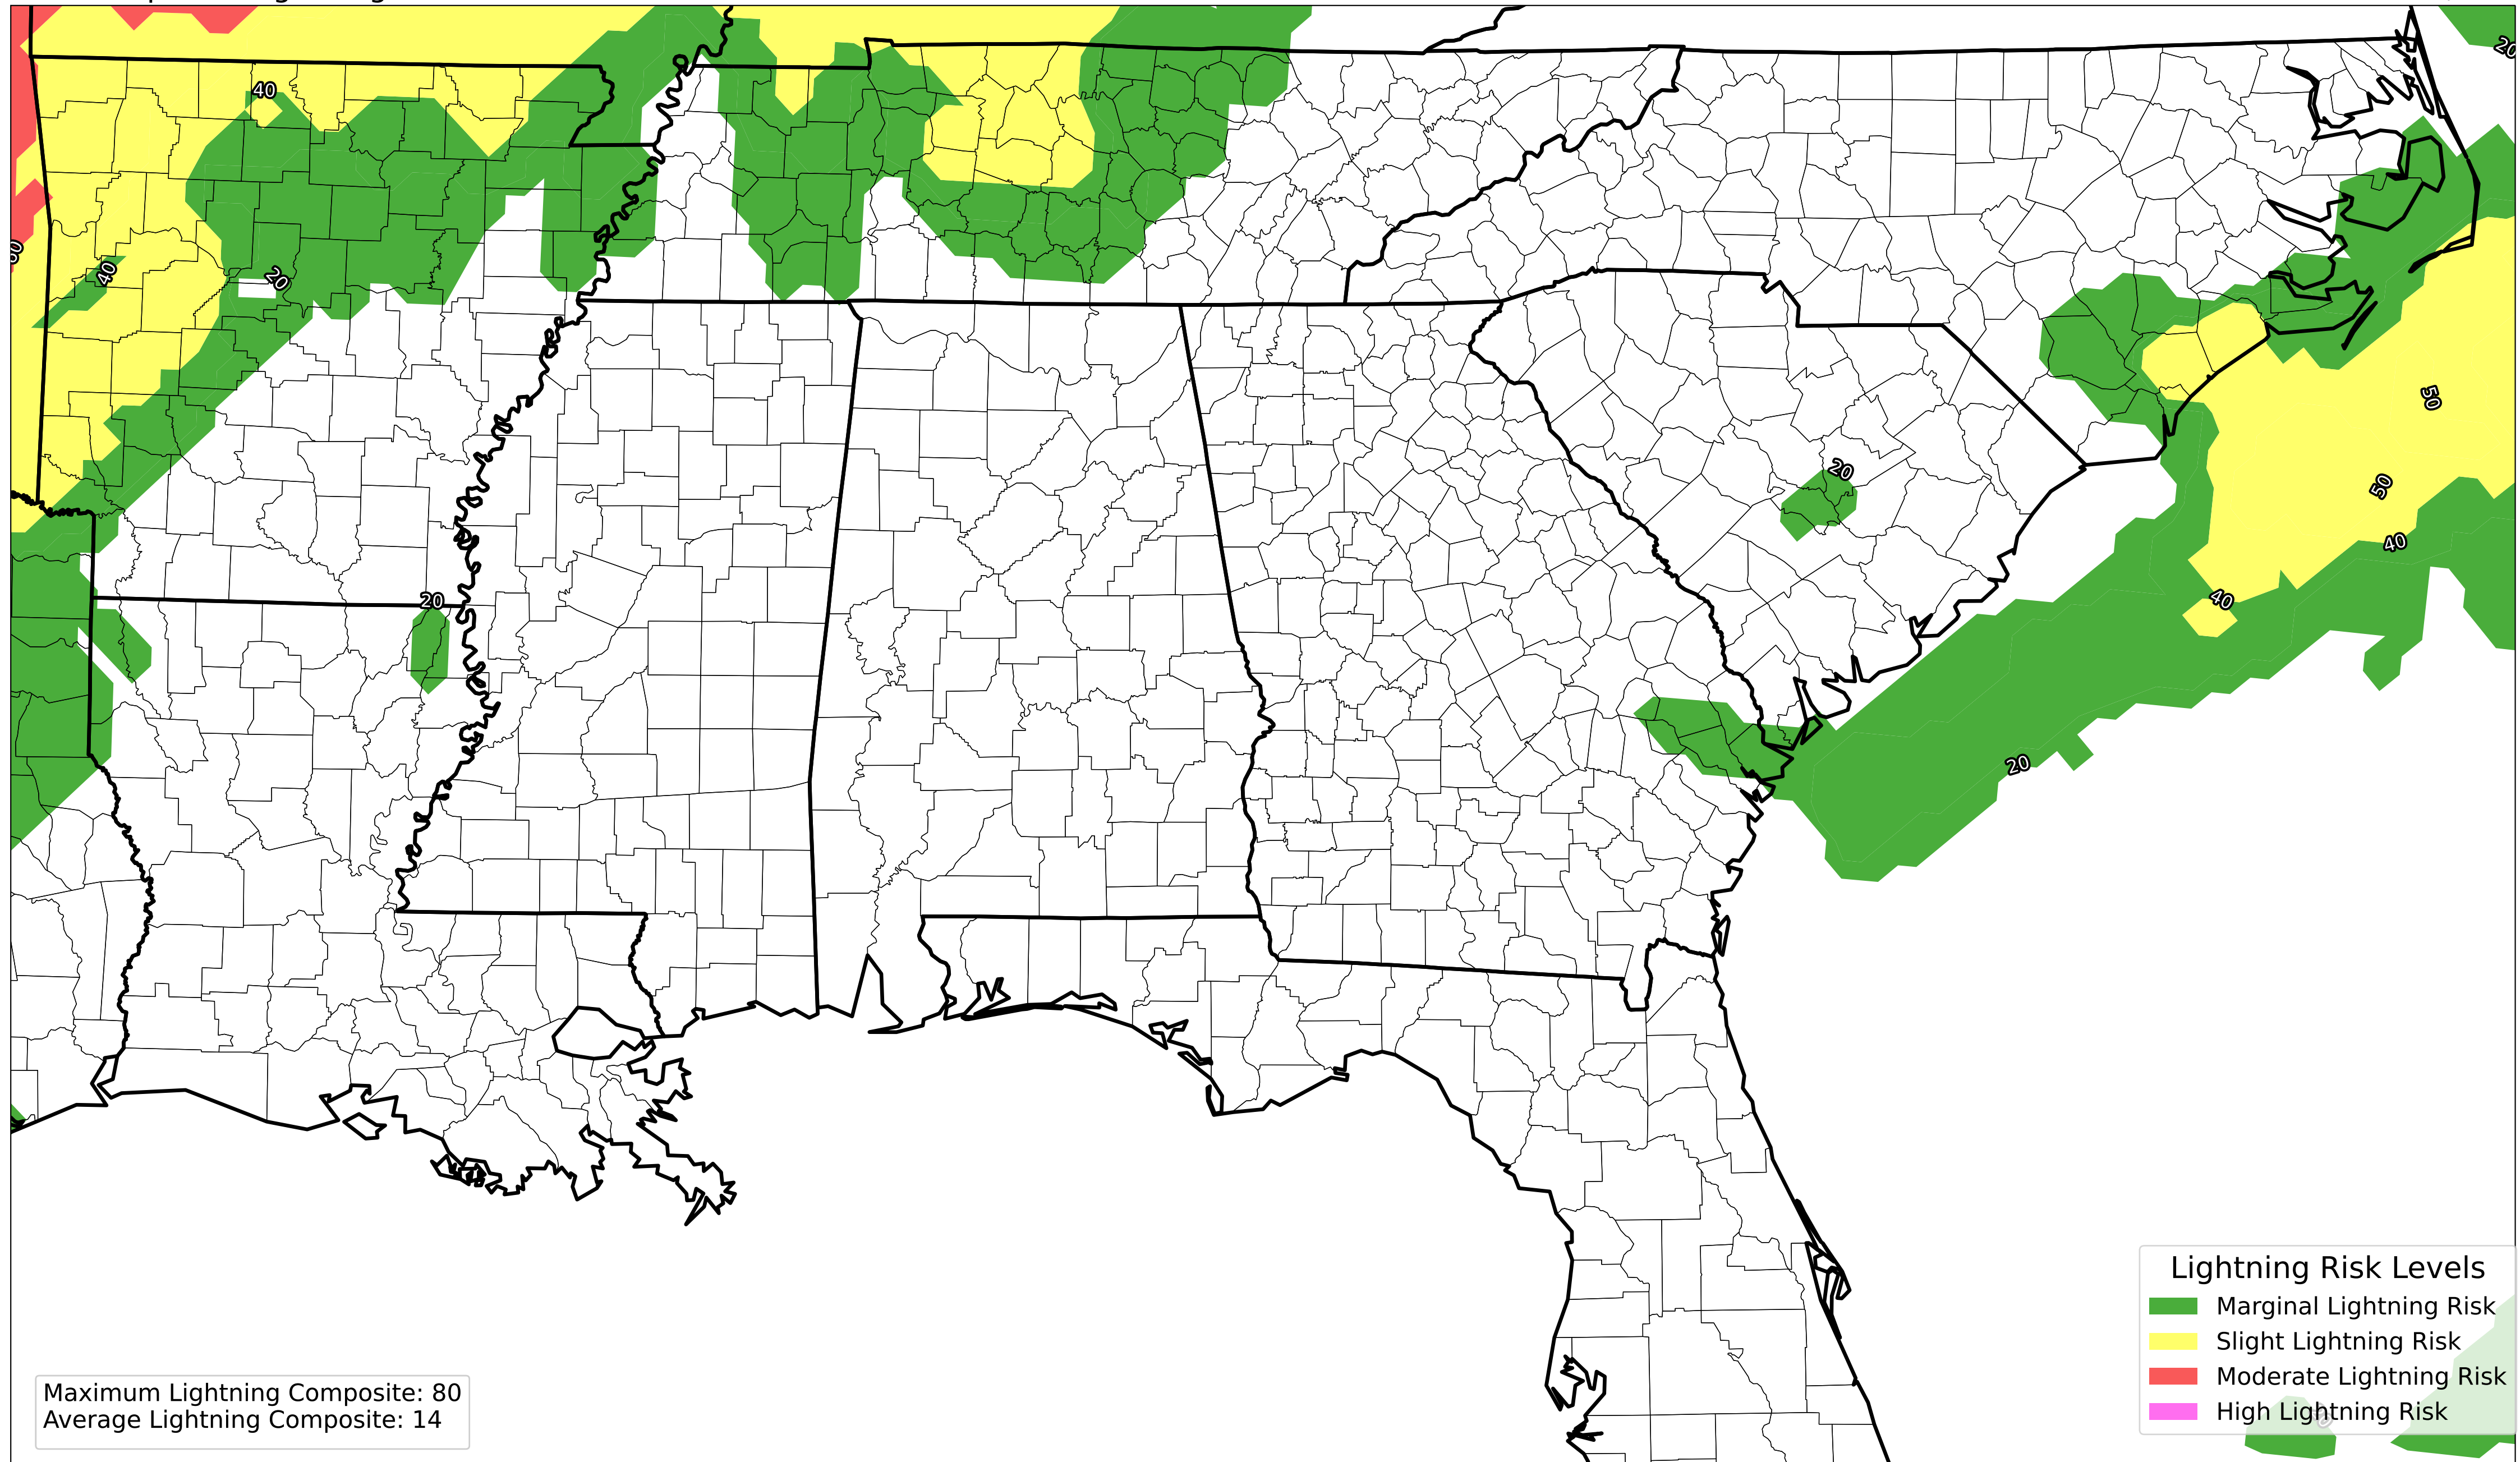 20
40
40
20
50
20
50
40
40
20
20
Lightning Risk Levels
Marginal Lightning Risk
Slight Lightning Risk
Moderate Lightning Risk
High Lightning Risk
Maximum Lightning Composite: 80
Average Lightning Composite: 14